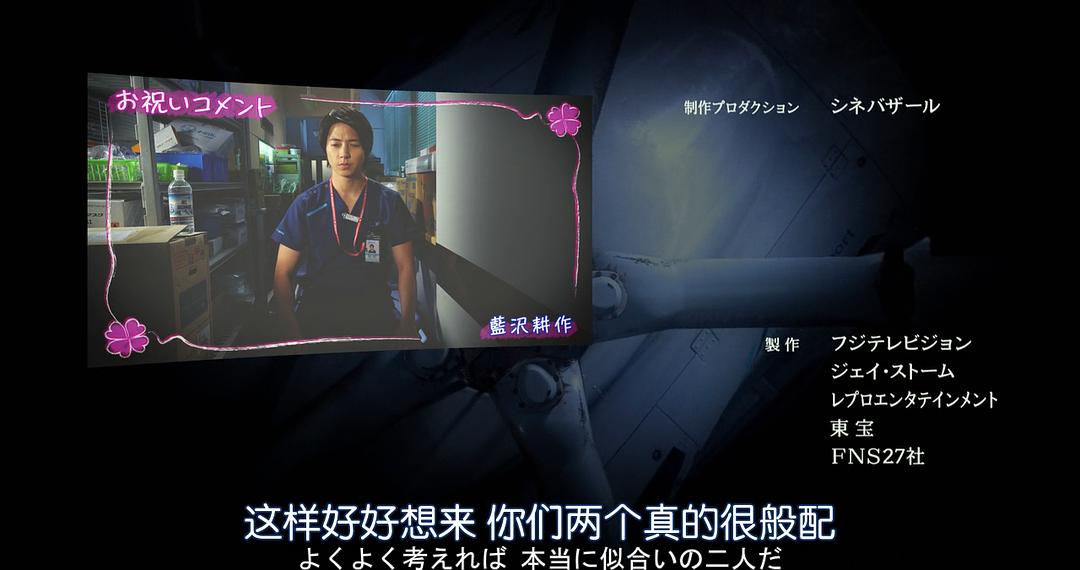 お祝いコメント
藍沢耕作
制作プロダクション シネバザール
製作 フジテレビジョン
ジェイ・ストーム
レプロエンタテインメント
東宝
FNS27社
这样好好想来 你们两个真的很般配
よくよく考えれば 本当に似合いの二人だ